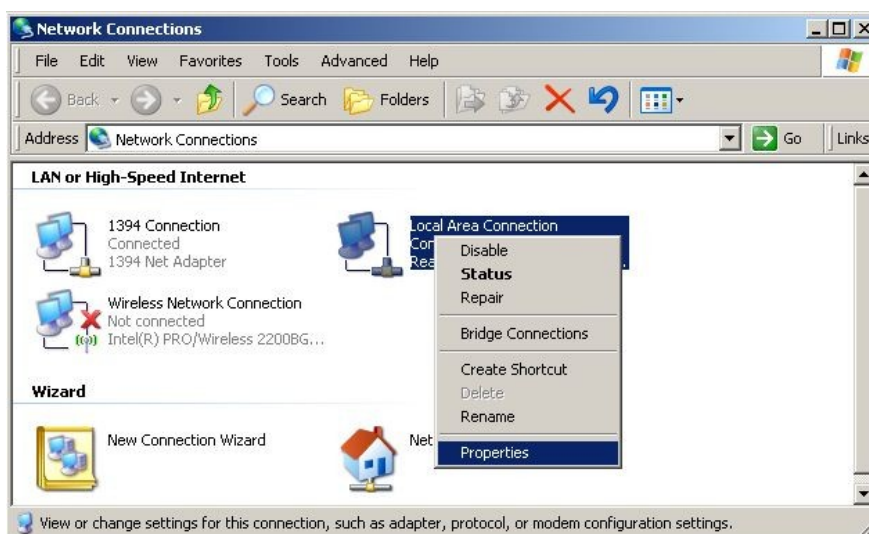 Network Connections
File Edit View Favorites Tools Advanced Help
Back Search Folders
Address Network Connections Go Links
LAN or High-Speed Internet
1394 Connection
Connected
1394 Net Adapter
Local Area Connection
Wireless Network Connection
Not connected
Intel(R) PRO/Wireless 2200BG...
Disable
Status
Repair
Bridge Connections
Create Shortcut
Delete
Rename
Properties
Wizard
New Connection Wizard
Net
View or change settings for this connection, such as adapter, protocol, or modem configuration settings.